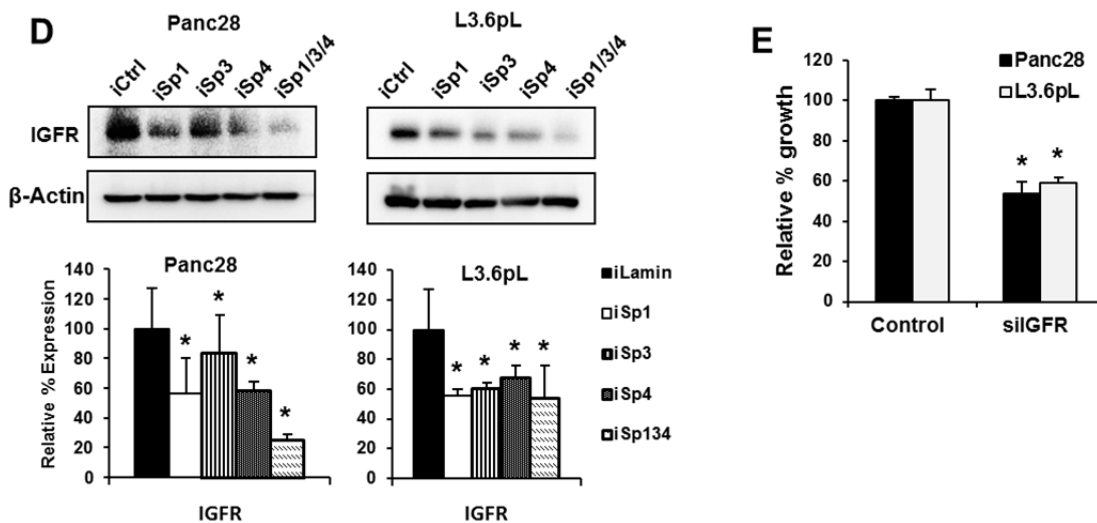 D
Panc28
L3.6pL
iCtrl
iSp1
iSp3
iSp4
iSp1/3/4
iCtrl
iSp1
iSp3
iSp4
iSp1/3/4
IGFR
β-Actin
Relative % Expression
140
120
100
80
60
40
20
0
Panc28
*
*
*
*
IGFR
140
120
100
80
60
40
20
0
L3.6pL
*
*
*
*
IGFR
iLamin
iSp1
iSp3
iSp4
iSp134
E
Relative % growth
120
100
80
60
40
20
0
Panc28
L3.6pL
*
*
Control
siIGFR